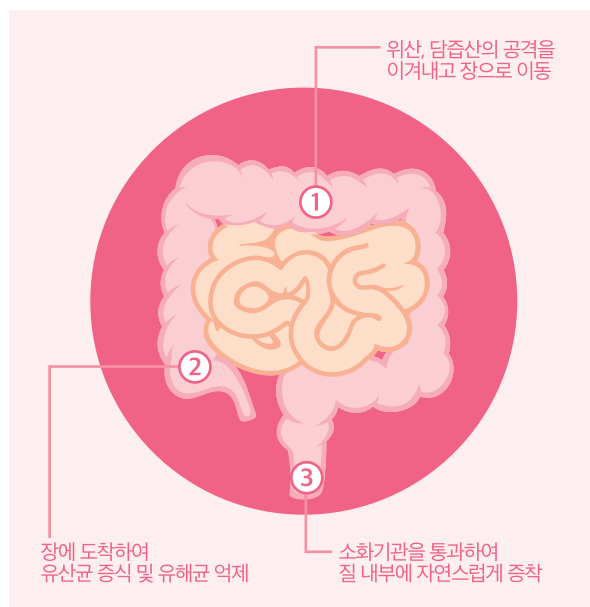 위산, 담즙산의 공격을
이겨내고 장으로 이동
1
2
3
장에 도착하여
유산균 증식 및 유해균 억제
소화기관을 통과하여
질 내부에 자연스럽게 증착